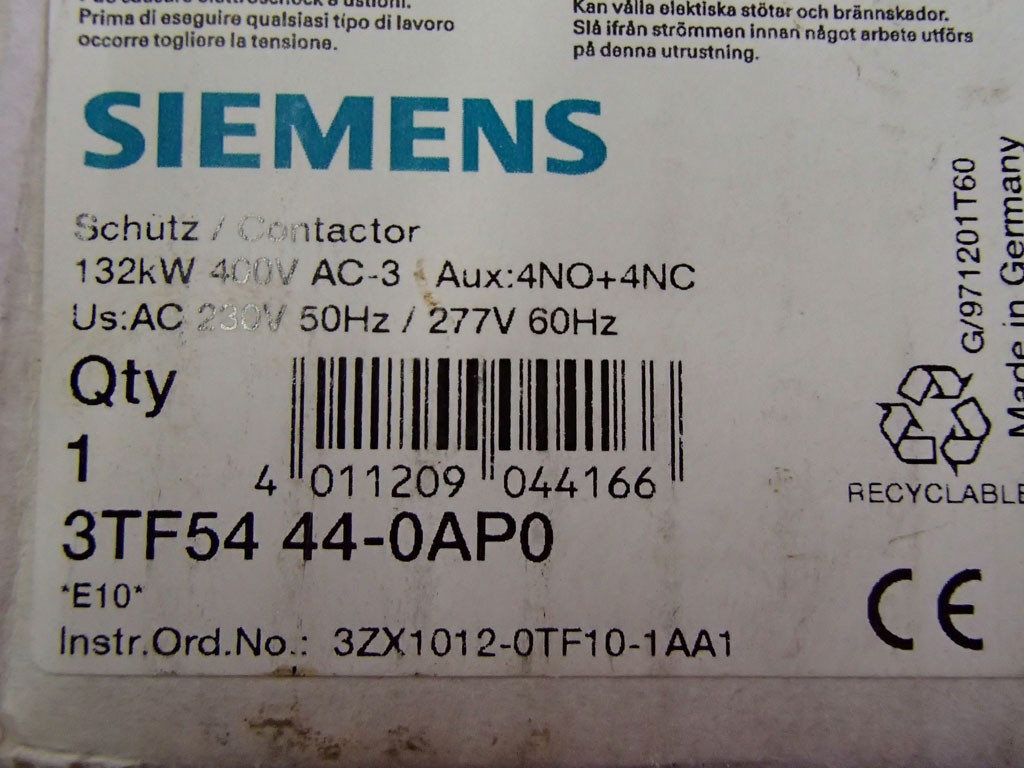 Prima di eseguire qualsiasi tipo di lavoro
occorre togliere la tensione.
Kan vålla elektiska stötar och brännskador.
Slå ifrån strömmen innan något arbete utförs
på denna utrustning.
SIEMENS
Schütz / Contactor
132kW 400V AC-3 Aux:4NO+4NC
Us:AC 230V 50Hz / 277V 60Hz
Qty
1
4 011209 044166
3TF54 44-0AP0
*E10*
Instr.Ord.No.: 3ZX1012-0TF10-1AA1
G/971201T60
Made in Germany
RECYCLABLE
CE